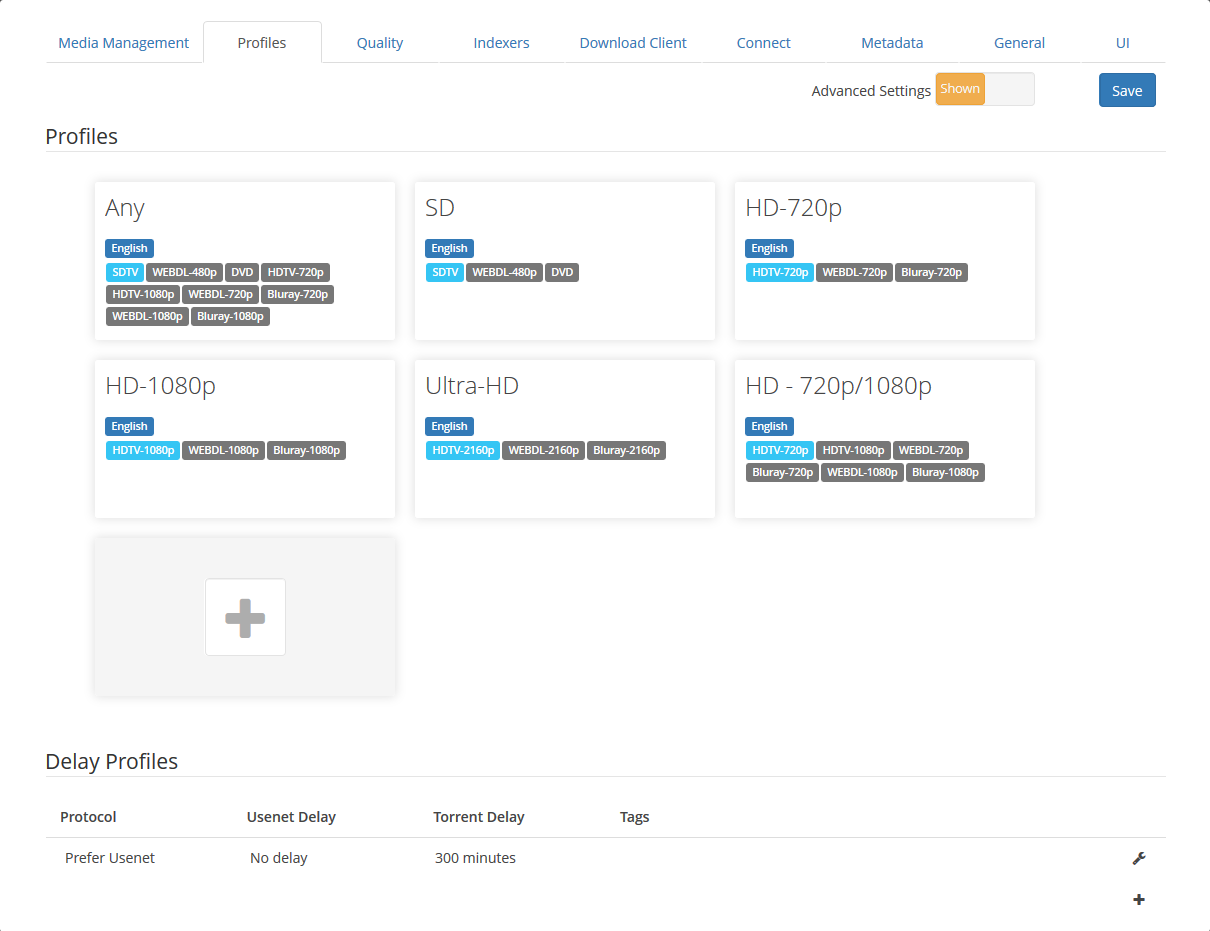 Media Management Profiles Quality Indexers Download Client Connect Metadata General UI
Advanced Settings Shown Save
Profiles
Any
English
SDTV WEBDL-480p DVD HDTV-720p
HDTV-1080p WEBDL-720p Bluray-720p
WEBDL-1080p Bluray-1080p
SD
English
SDTV WEBDL-480p DVD
HD-720p
English
HDTV-720p WEBDL-720p Bluray-720p
HD-1080p
English
HDTV-1080p WEBDL-1080p Bluray-1080p
Ultra-HD
English
HDTV-2160p WEBDL-2160p Bluray-2160p
HD - 720p/1080p
English
HDTV-720p HDTV-1080p WEBDL-720p
Bluray-720p WEBDL-1080p Bluray-1080p
Delay Profiles
Protocol Usenet Delay Torrent Delay Tags
Prefer Usenet No delay 300 minutes